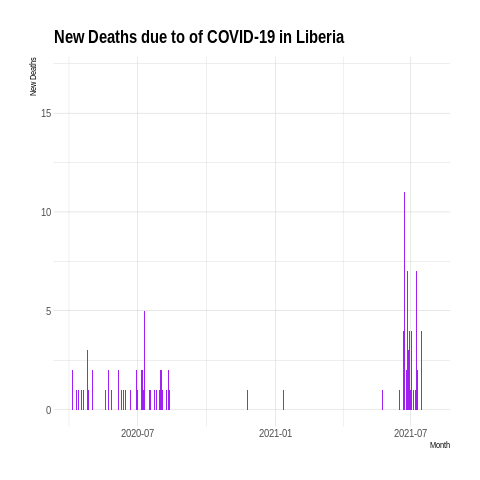 New Deaths due to of COVID-19 in Liberia
New Deaths
15
10
5
0
2020-07
2021-01
2021-07
Month